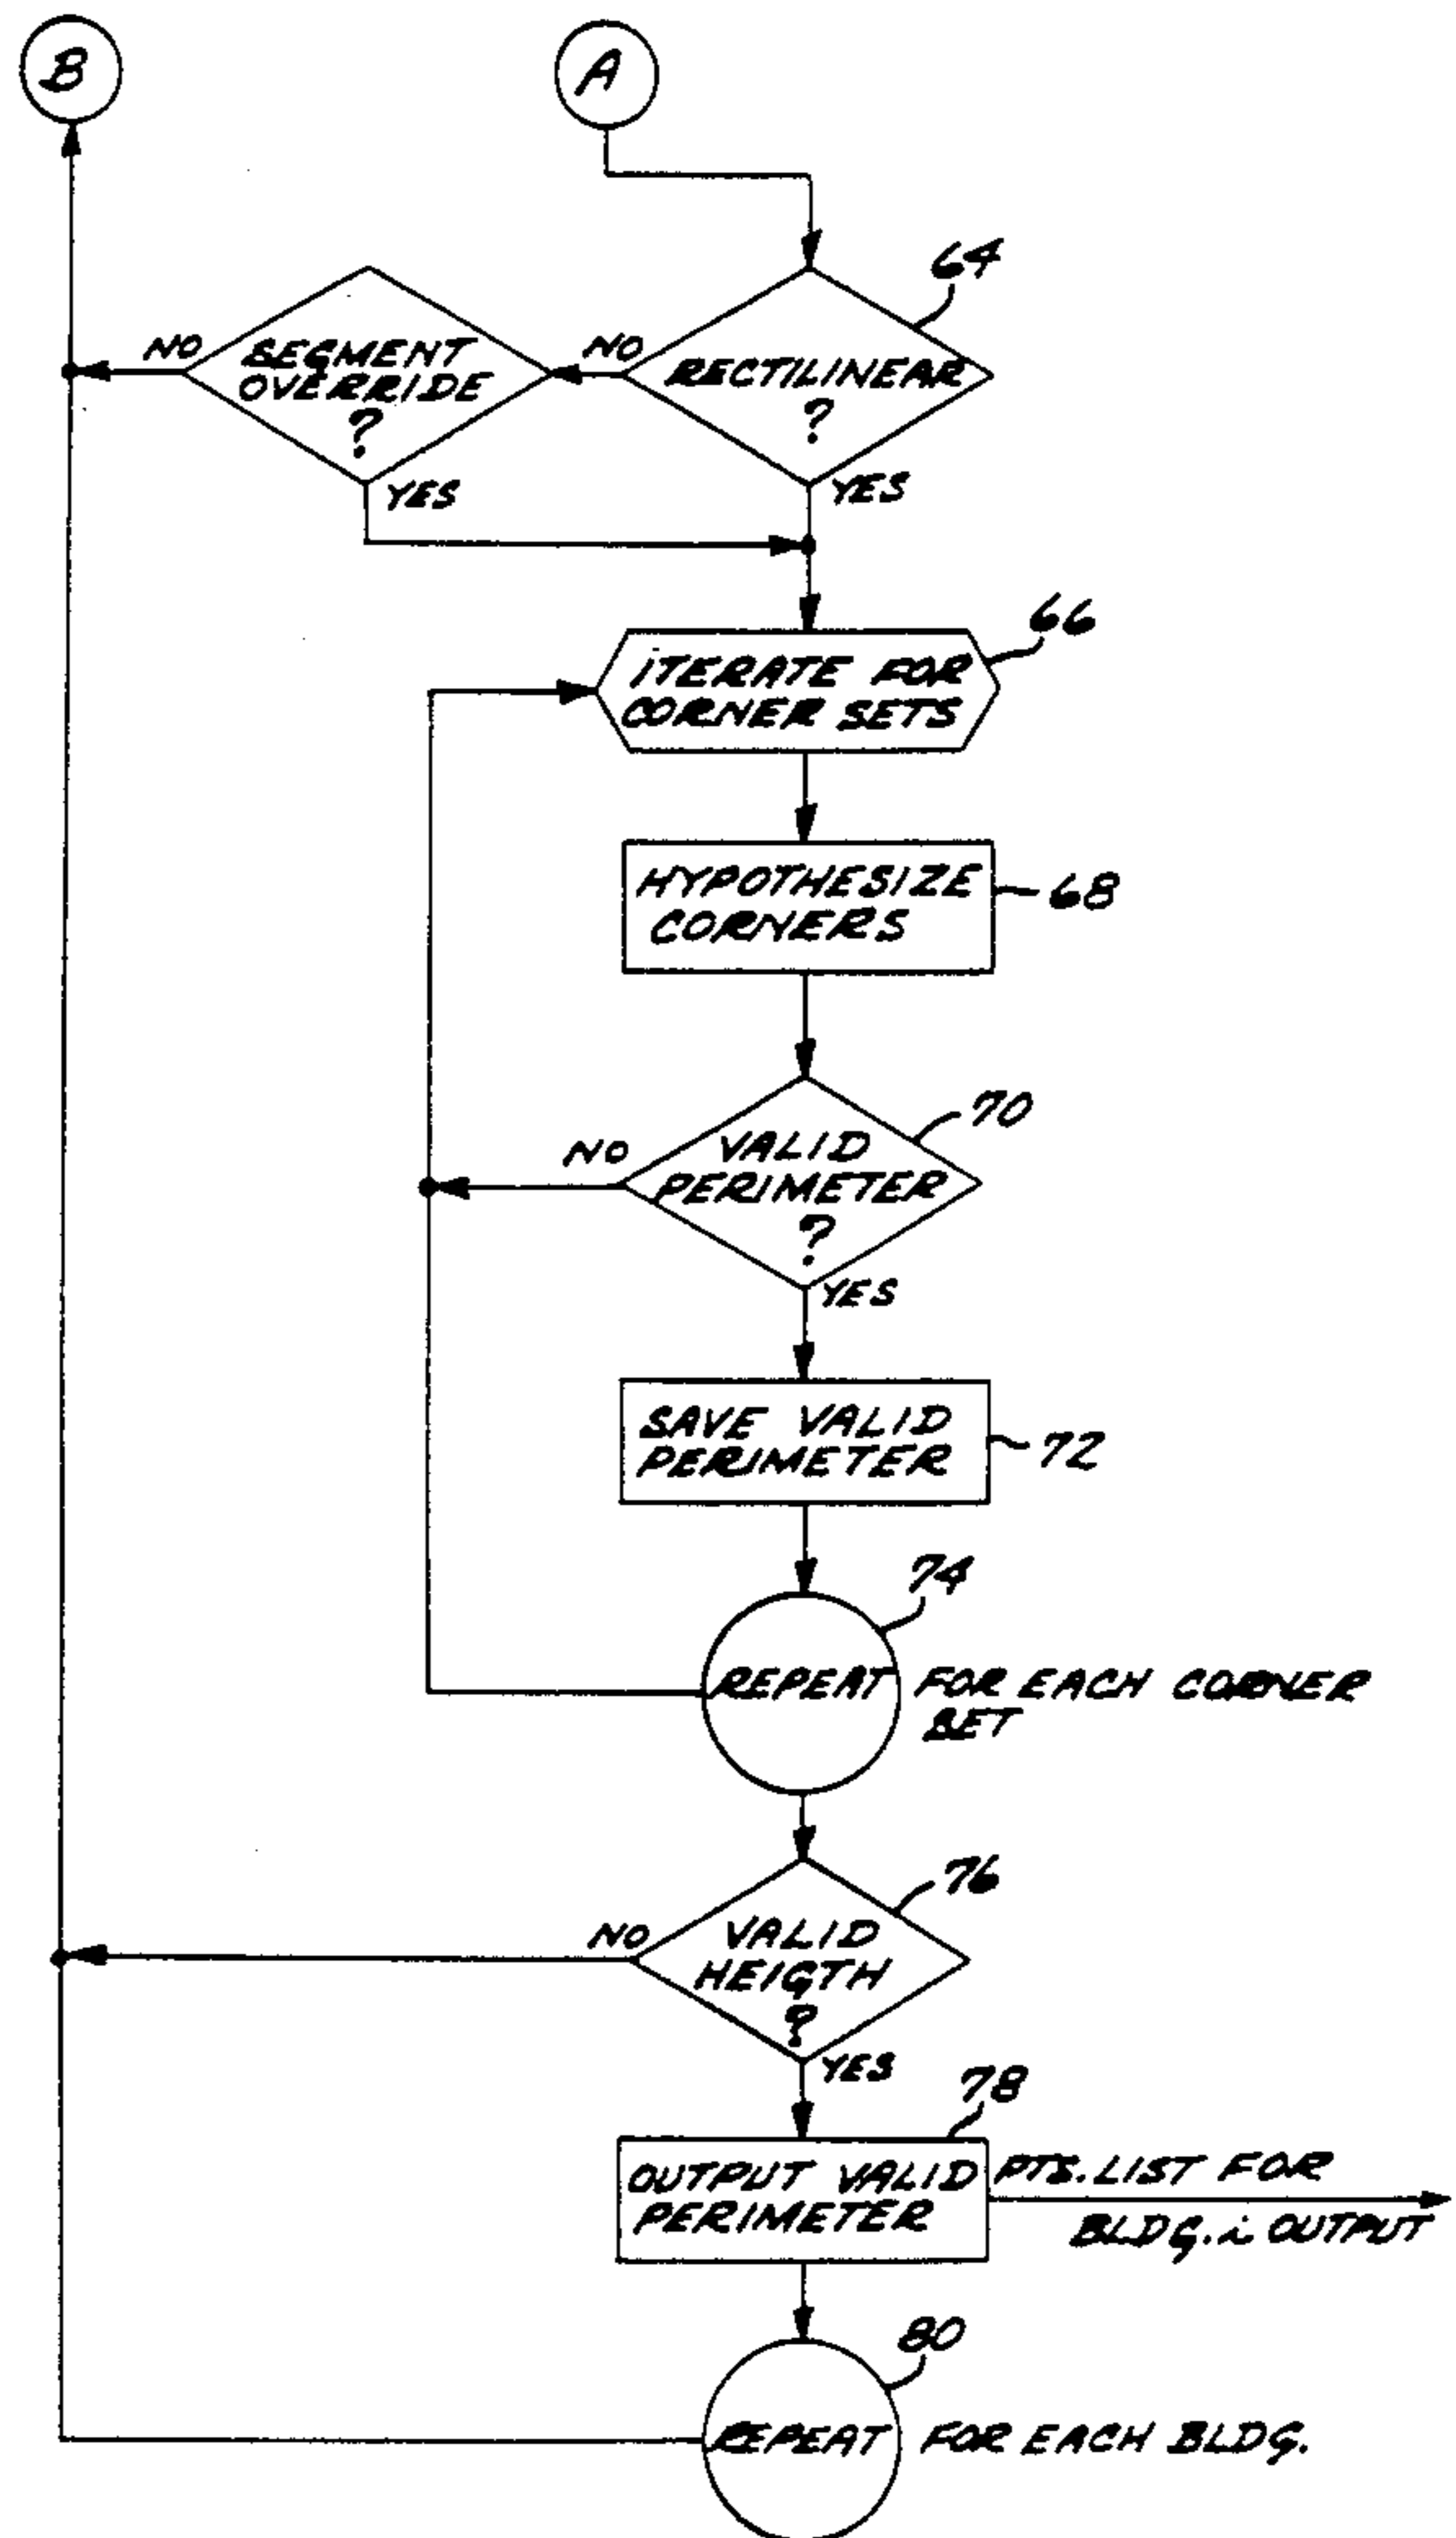 B
A
64
NO
SEGMENT
OVERRIDE
?
YES
NO
RECTILINEAR
?
YES
66
ITERATE FOR
CORNER SETS
HYPOTHESIZE
CORNERS
68
70
NO
VALID
PERIMETER
?
YES
SAVE VALID
PERIMETER
72
74
REPEAT
FOR EACH CORNER
SET
76
NO
VALID
HEIGTH
?
YES
78
OUTPUT VALID
PERIMETER
PTS. LIST FOR
BLDG. i OUTPUT
80
REPEAT
FOR EACH BLDG.